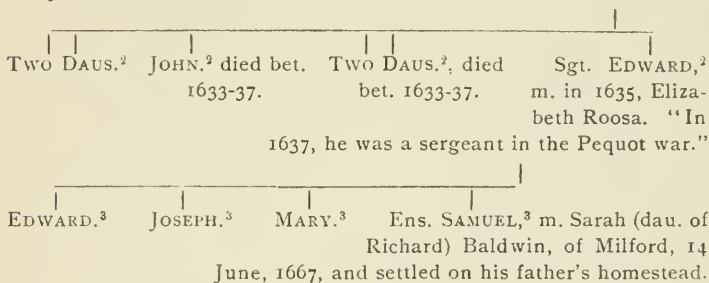 Two Daus.² John.² died bet. Two Daus.², died Sgt. Edward,²
1633-37. bet. 1633-37. m. in 1635, Eliza-
beth Roosa. "In
1637, he was a sergeant in the Pequot war."
Edward.³ Joseph.³ Mary.³ Ens. Samuel,³ m. Sarah (dau. of
Richard) Baldwin, of Milford, 14
June, 1667, and settled on his father's homestead.